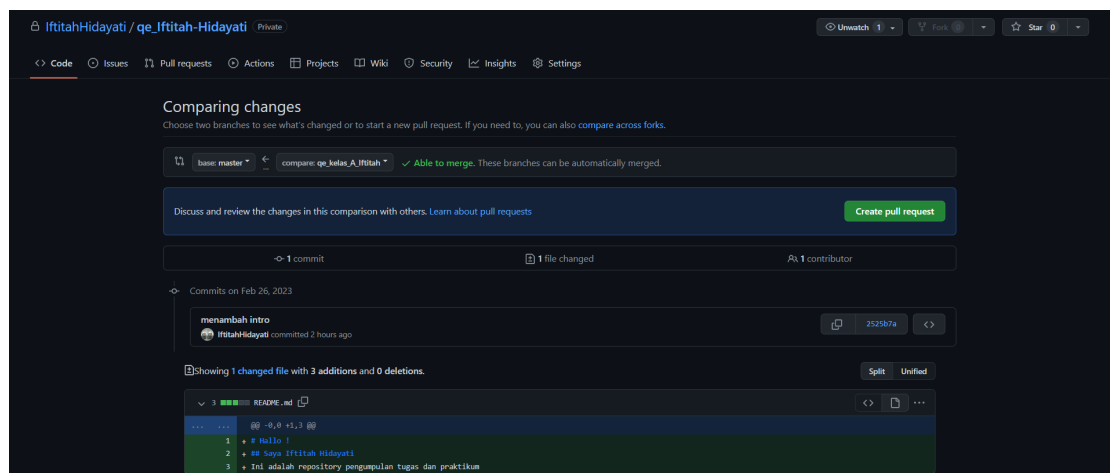 IftitahHidayati / qe_Iftitah-Hidayati Private
Unwatch 1 Fork 0 Star 0
Code Issues Pull requests Actions Projects Wiki Security Insights Settings
Comparing changes
Choose two branches to see what's changed or to start a new pull request. If you need to, you can also compare across forks.
base: master compare: qe_kelas_A_Iftitah Able to merge. These branches can be automatically merged.
Discuss and review the changes in this comparison with others. Learn about pull requests Create pull request
1 commit 1 file changed 1 contributor
Commits on Feb 26, 2023
menambah intro
IftitahHidayati committed 2 hours ago 2525b7a
Showing 1 changed file with 3 additions and 0 deletions. Split Unified
3 README.md
... ... @@ -0,0 +1,3 @@
1 + # Hallo !
2 + ## Saya Iftitah Hidayati
3 + Ini adalah repository pengumpulan tugas dan praktikum